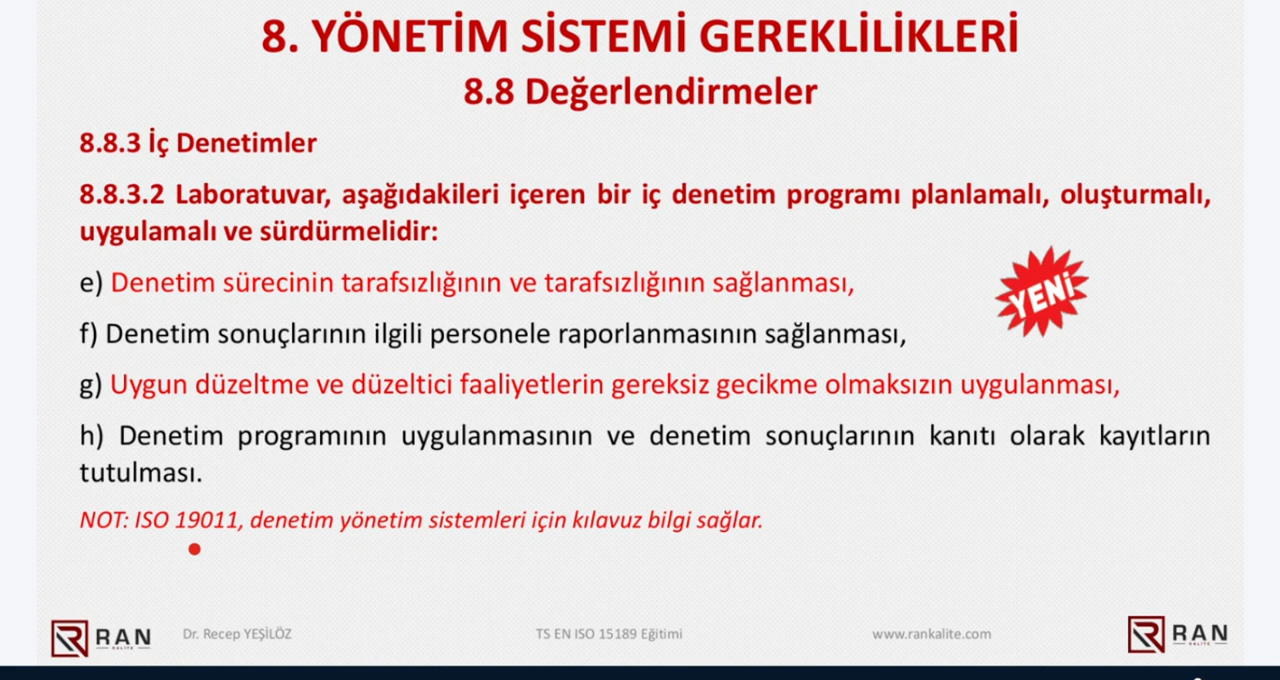 8. YÖNETİM SİSTEMİ GEREKLİLİKLERİ
8.8 Değerlendirmeler
8.8.3 İç Denetimler
8.8.3.2 Laboratuvar, aşağıdakileri içeren bir iç denetim programı planlamalı, oluşturmalı,
uygulamalı ve sürdürmelidir:
e) Denetim sürecinin tarafsızlığının ve tarafsızlığının sağlanması,
YENİ
f) Denetim sonuçlarının ilgili personele raporlanmasının sağlanması,
g) Uygun düzeltme ve düzeltici faaliyetlerin gereksiz gecikme olmaksızın uygulanması,
h) Denetim programının uygulanmasının ve denetim sonuçlarının kanıtı olarak kayıtların
tutulması.
NOT: ISO 19011, denetim yönetim sistemleri için kılavuz bilgi sağlar.
RAN
KALİTE
Dr. Recep YEŞİLÖZ
TS EN ISO 15189 Eğitimi
www.rankalite.com
RAN
KALİTE